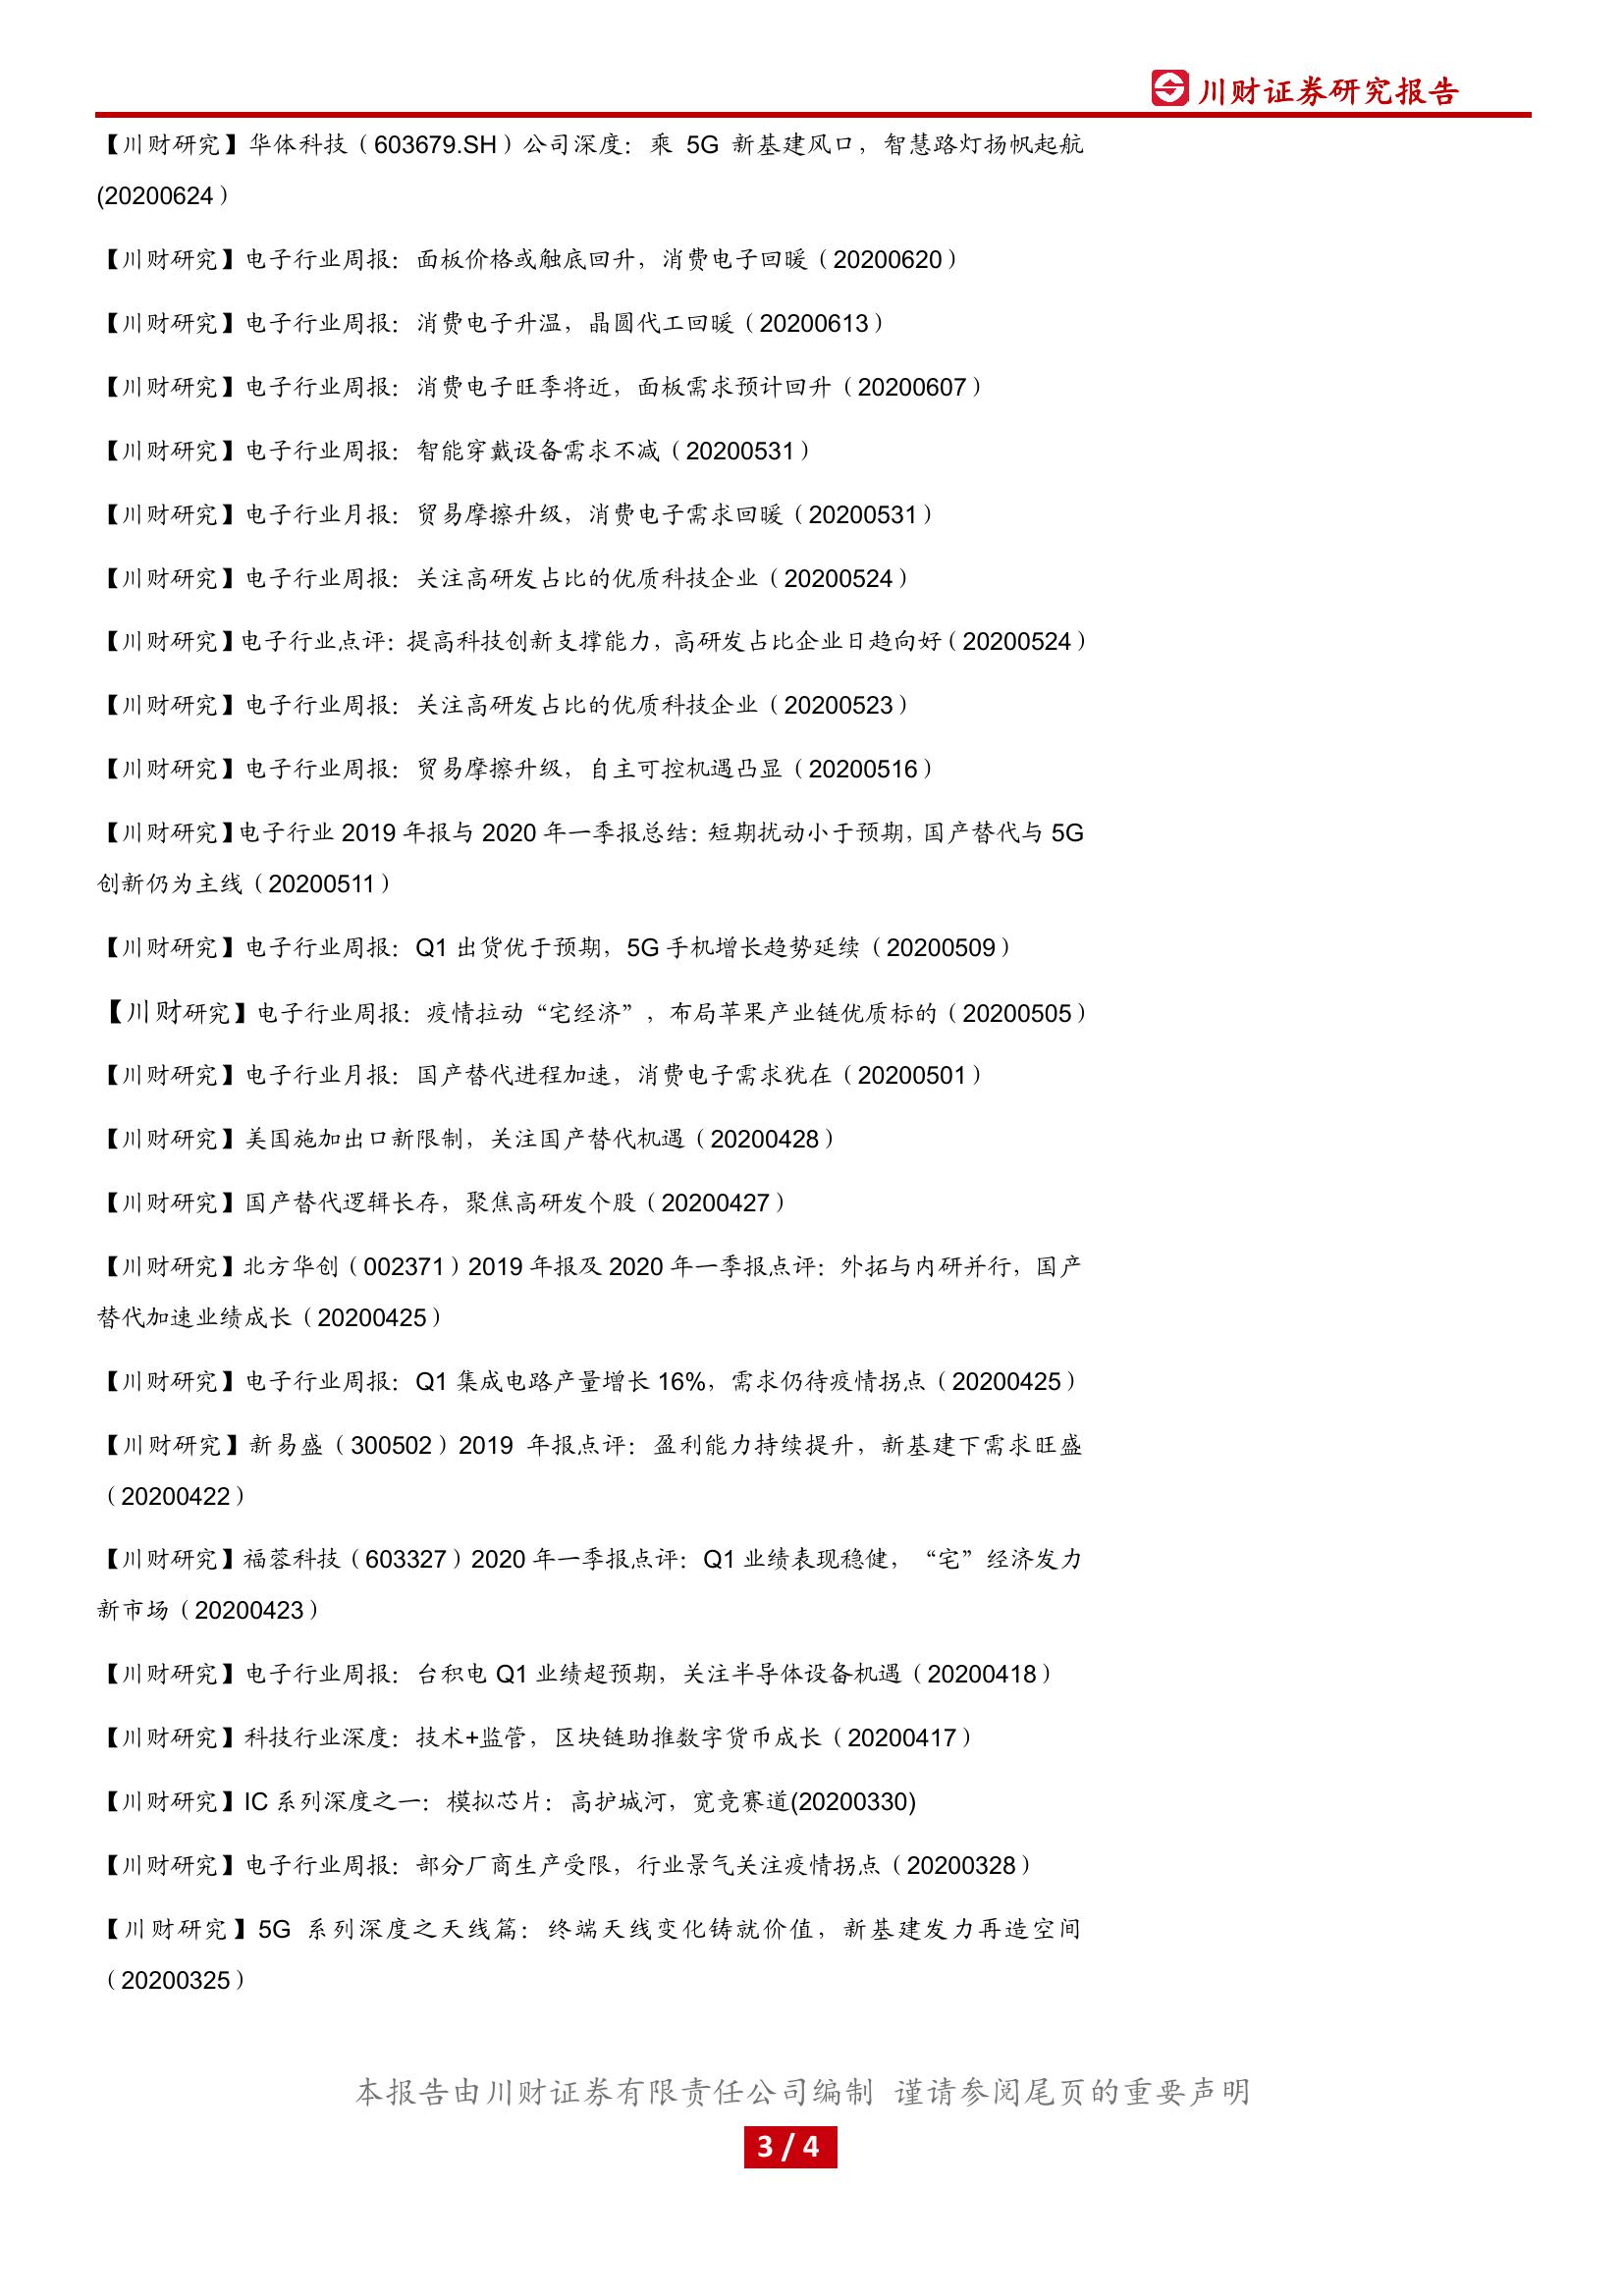 川财证券研究报告
【川财研究】华体科技（603679.SH）公司深度：乘 5G 新基建风口，智慧路灯扬帆起航
(20200624）
【川财研究】电子行业周报：面板价格或触底回升，消费电子回暖（20200620）
【川财研究】电子行业周报：消费电子升温，晶圆代工回暖（20200613）
【川财研究】电子行业周报：消费电子旺季将近，面板需求预计回升（20200607）
【川财研究】电子行业周报：智能穿戴设备需求不减（20200531）
【川财研究】电子行业月报：贸易摩擦升级，消费电子需求回暖（20200531）
【川财研究】电子行业周报：关注高研发占比的优质科技企业（20200524）
【川财研究】电子行业点评：提高科技创新支撑能力，高研发占比企业日趋向好（20200524）
【川财研究】电子行业周报：关注高研发占比的优质科技企业（20200523）
【川财研究】电子行业周报：贸易摩擦升级，自主可控机遇凸显（20200516）
【川财研究】电子行业 2019 年报与 2020 年一季报总结：短期扰动小于预期，国产替代与 5G
创新仍为主线（20200511）
【川财研究】电子行业周报：Q1 出货优于预期，5G 手机增长趋势延续（20200509）
【川财研究】电子行业周报：疫情拉动“宅经济”，布局苹果产业链优质标的（20200505）
【川财研究】电子行业月报：国产替代进程加速，消费电子需求犹在（20200501）
【川财研究】美国施加出口新限制，关注国产替代机遇（20200428）
【川财研究】国产替代逻辑长存，聚焦高研发个股（20200427）
【川财研究】北方华创（002371）2019 年报及 2020 年一季报点评：外拓与内研并行，国产
替代加速业绩成长（20200425）
【川财研究】电子行业周报：Q1 集成电路产量增长 16%，需求仍待疫情拐点（20200425）
【川财研究】新易盛（300502）2019 年报点评：盈利能力持续提升，新基建下需求旺盛
（20200422）
【川财研究】福蓉科技（603327）2020 年一季报点评：Q1 业绩表现稳健，“宅”经济发力
新市场（20200423）
【川财研究】电子行业周报：台积电 Q1 业绩超预期，关注半导体设备机遇（20200418）
【川财研究】科技行业深度：技术+监管，区块链助推数字货币成长（20200417）
【川财研究】IC 系列深度之一：模拟芯片：高护城河，宽竞赛道(20200330)
【川财研究】电子行业周报：部分厂商生产受限，行业景气关注疫情拐点（20200328）
【川财研究】5G 系列深度之天线篇：终端天线变化铸就价值，新基建发力再造空间
（20200325）
本报告由川财证券有限责任公司编制 谨请参阅尾页的重要声明
3 / 4